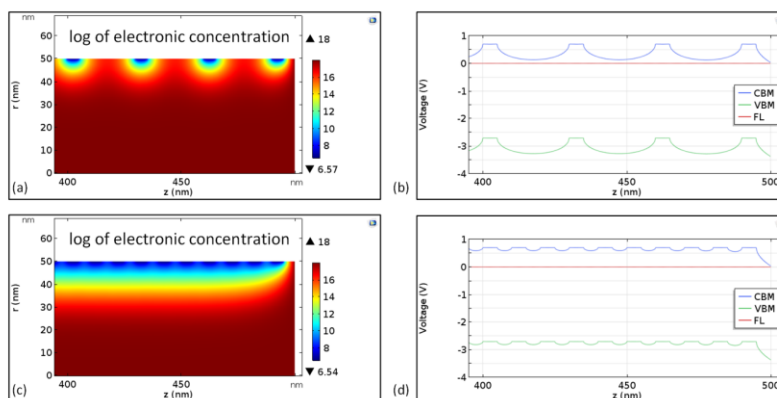 nm
log of electronic concentration
60
50
40
30
20
10
0
r (nm)
400
450
nm
z (nm)
(a)
▲ 18
16
14
12
10
8
▼ 6.57
1
0
-1
-2
-3
-4
Voltage (V)
CBM
VBM
FL
400
450
500
z (nm)
(b)
nm
log of electronic concentration
60
50
40
30
20
10
0
r (nm)
400
450
nm
z (nm)
(c)
▲ 18
16
14
12
10
8
▼ 6.54
1
0
-1
-2
-3
-4
Voltage (V)
CBM
VBM
FL
400
450
500
z (nm)
(d)